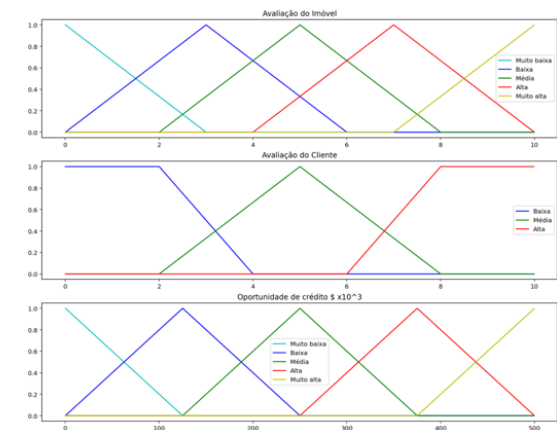 Avaliação do Imóvel
1.0
0.8
0.6
0.4
0.2
0.0
0 2 4 6 8 10
Muito baixa
Baixa
Média
Alta
Muito alta
Avaliação do Cliente
1.0
0.8
0.6
0.4
0.2
0.0
0 2 4 6 8 10
Baixa
Média
Alta
Oportunidade de crédito $ x10^3
1.0
0.8
0.6
0.4
0.2
0.0
0 100 200 300 400 500
Muito baixa
Baixa
Média
Alta
Muito alta